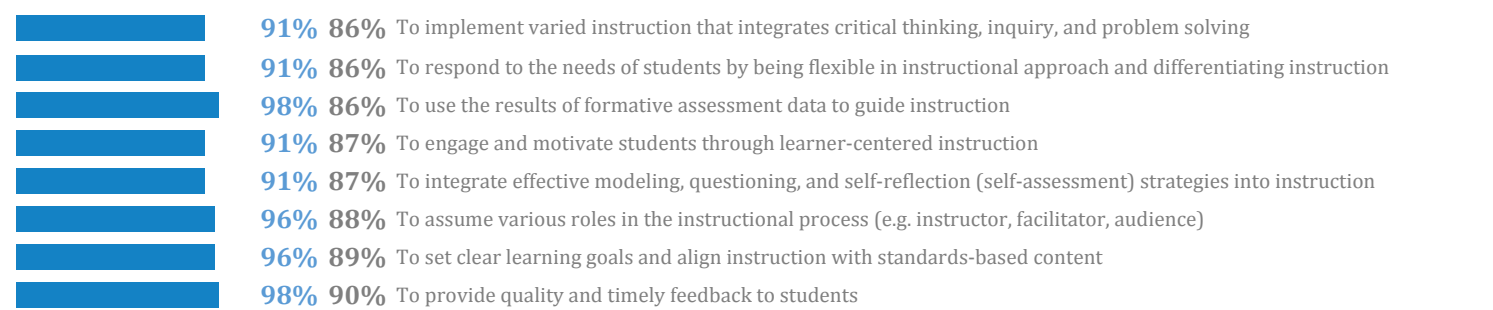 91% 86% To implement varied instruction that integrates critical thinking, inquiry, and problem solving
91% 86% To respond to the needs of students by being flexible in instructional approach and differentiating instruction
98% 86% To use the results of formative assessment data to guide instruction
91% 87% To engage and motivate students through learner-centered instruction
91% 87% To integrate effective modeling, questioning, and self-reflection (self-assessment) strategies into instruction
96% 88% To assume various roles in the instructional process (e.g. instructor, facilitator, audience)
96% 89% To set clear learning goals and align instruction with standards-based content
98% 90% To provide quality and timely feedback to students